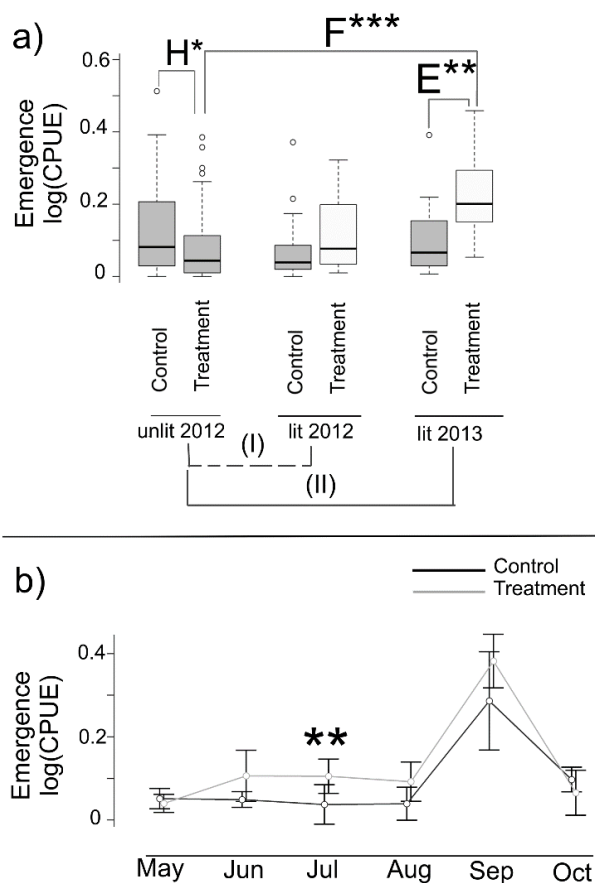 a)
F***
H*
E**
0.6
0.4
0.2
0
Emergence
log(CPUE)
Control
Treatment
Control
Treatment
Control
Treatment
unlit 2012
lit 2012
lit 2013
(I)
(II)
b)
Control
Treatment
Emergence
log(CPUE)
0.4
0.2
0
**
May Jun Jul Aug Sep Oct